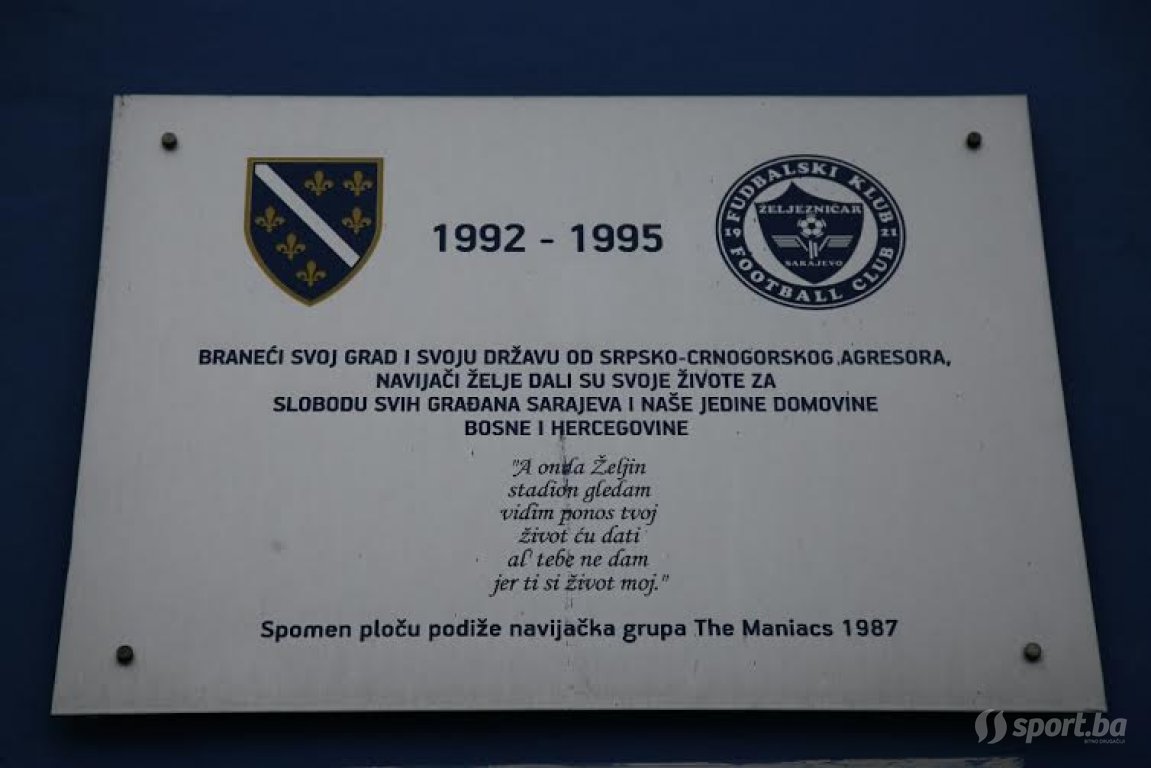 1992 - 1995
FUDBALSKI KLUB
ŽELJEZNIČAR
19 21
SARAJEVO
FOOTBALL CLUB
BRANEĆI SVOJ GRAD I SVOJU DRŽAVU OD SRPSKO-CRNOGORSKOG AGRESORA,
NAVIJAČI ŽELJE DALI SU SVOJE ŽIVOTE ZA
SLOBODU SVIH GRAĐANA SARAJEVA I NAŠE JEDINE DOMOVINE
BOSNE I HERCEGOVINE
"A onda Željin
stadion gledam
vidim ponos tvoj
život ću dati
al' tebe ne dam
jer ti si život moj."
Spomen ploču podiže navijačka grupa The Maniacs 1987
sport.ba
BITNO DRUGAČIJI